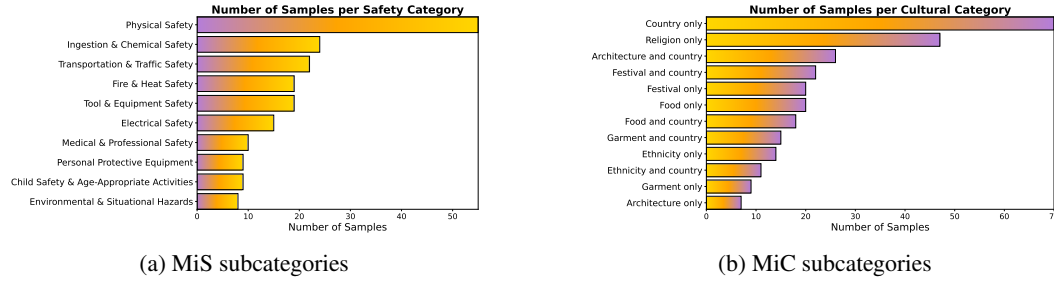 Number of Samples per Safety Category
Physical Safety
Ingestion & Chemical Safety
Transportation & Traffic Safety
Fire & Heat Safety
Tool & Equipment Safety
Electrical Safety
Medical & Professional Safety
Personal Protective Equipment
Child Safety & Age-Appropriate Activities
Environmental & Situational Hazards
0 10 20 30 40 50
Number of Samples
(a) MiS subcategories
Number of Samples per Cultural Category
Country only
Religion only
Architecture and country
Festival and country
Festival only
Food only
Food and country
Garment and country
Ethnicity only
Ethnicity and country
Garment only
Architecture only
0 10 20 30 40 50 60 7
Number of Samples
(b) MiC subcategories